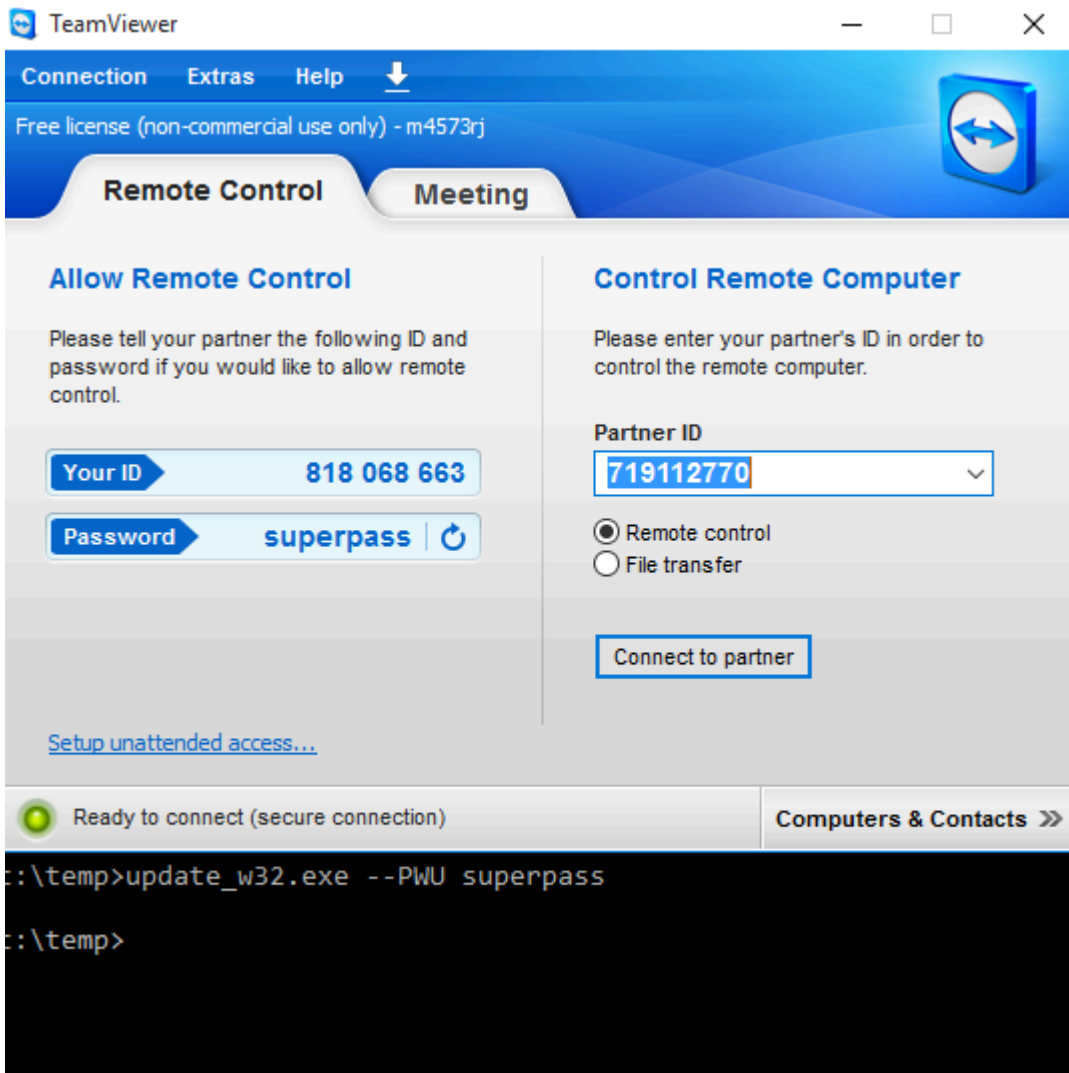 TeamViewer
Connection Extras Help
Free license (non-commercial use only) - m4573rj
Remote Control Meeting
Allow Remote Control
Please tell your partner the following ID and
password if you would like to allow remote
control.
Your ID 818 068 663
Password superpass
Setup unattended access...
Control Remote Computer
Please enter your partner's ID in order to
control the remote computer.
Partner ID
719112770
Remote control
File transfer
Connect to partner
Ready to connect (secure connection)
Computers & Contacts >>
:\temp>update_w32.exe --PWU superpass
:\temp>